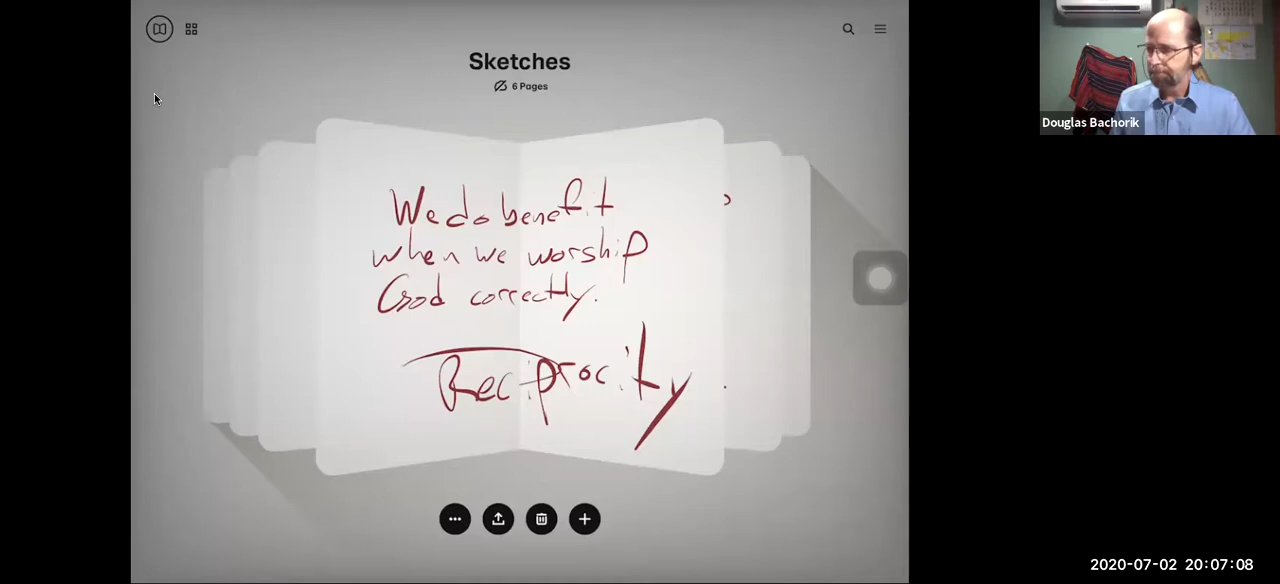 Sketches
6 Pages
We do benefit
when we worship
God correctly.
Reciprocity
Douglas Bachorik
2020-07-02 20:07:08